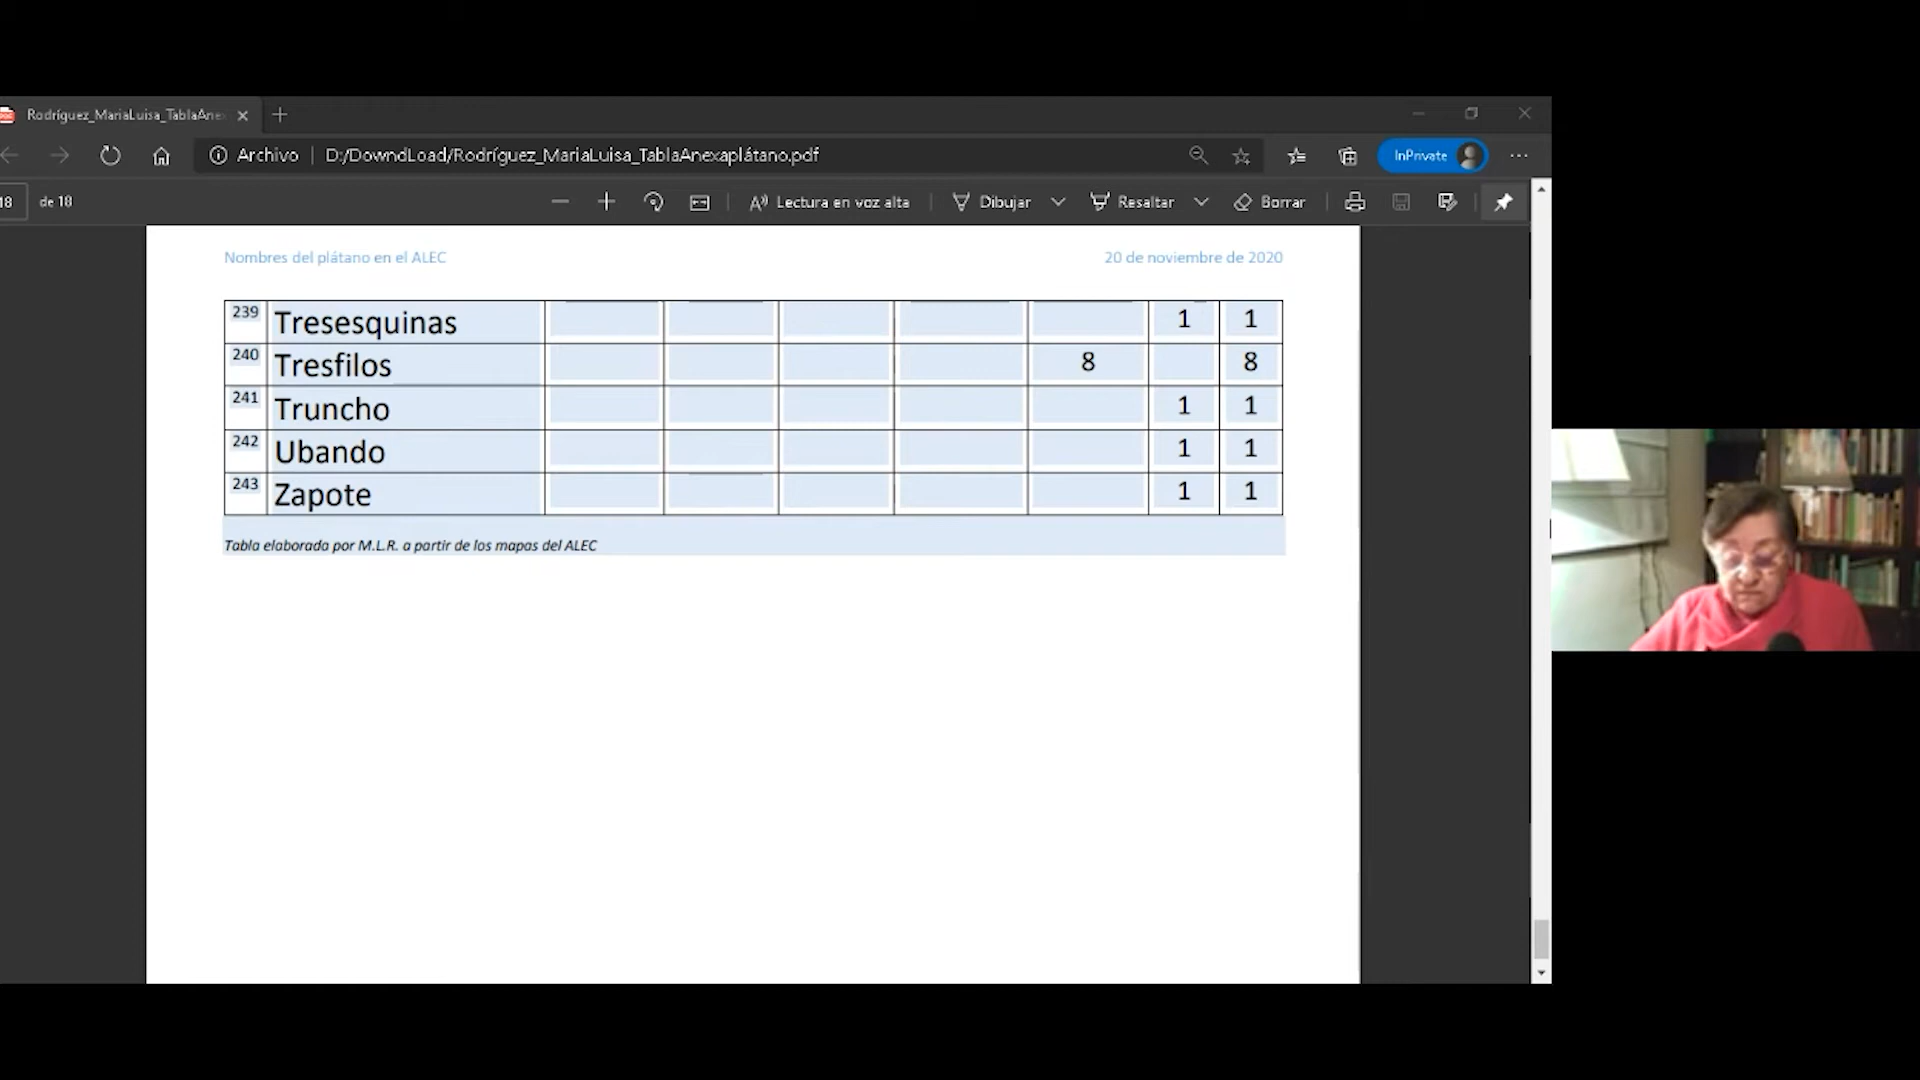 Rodríguez_MariaLuisa_TablaAne
Archivo D:/DowndLoad/Rodríguez_MariaLuisa_TablaAnexaplátano.pdf InPrivate
18 de 18 Lectura en voz alta Dibujar Resaltar Borrar
Nombres del plátano en el ALEC 20 de noviembre de 2020
239 Tresesquinas 1 1
240 Tresfilos 8 8
241 Truncho 1 1
242 Ubando 1 1
243 Zapote 1 1
Tabla elaborada por M.L.R. a partir de los mapas del ALEC